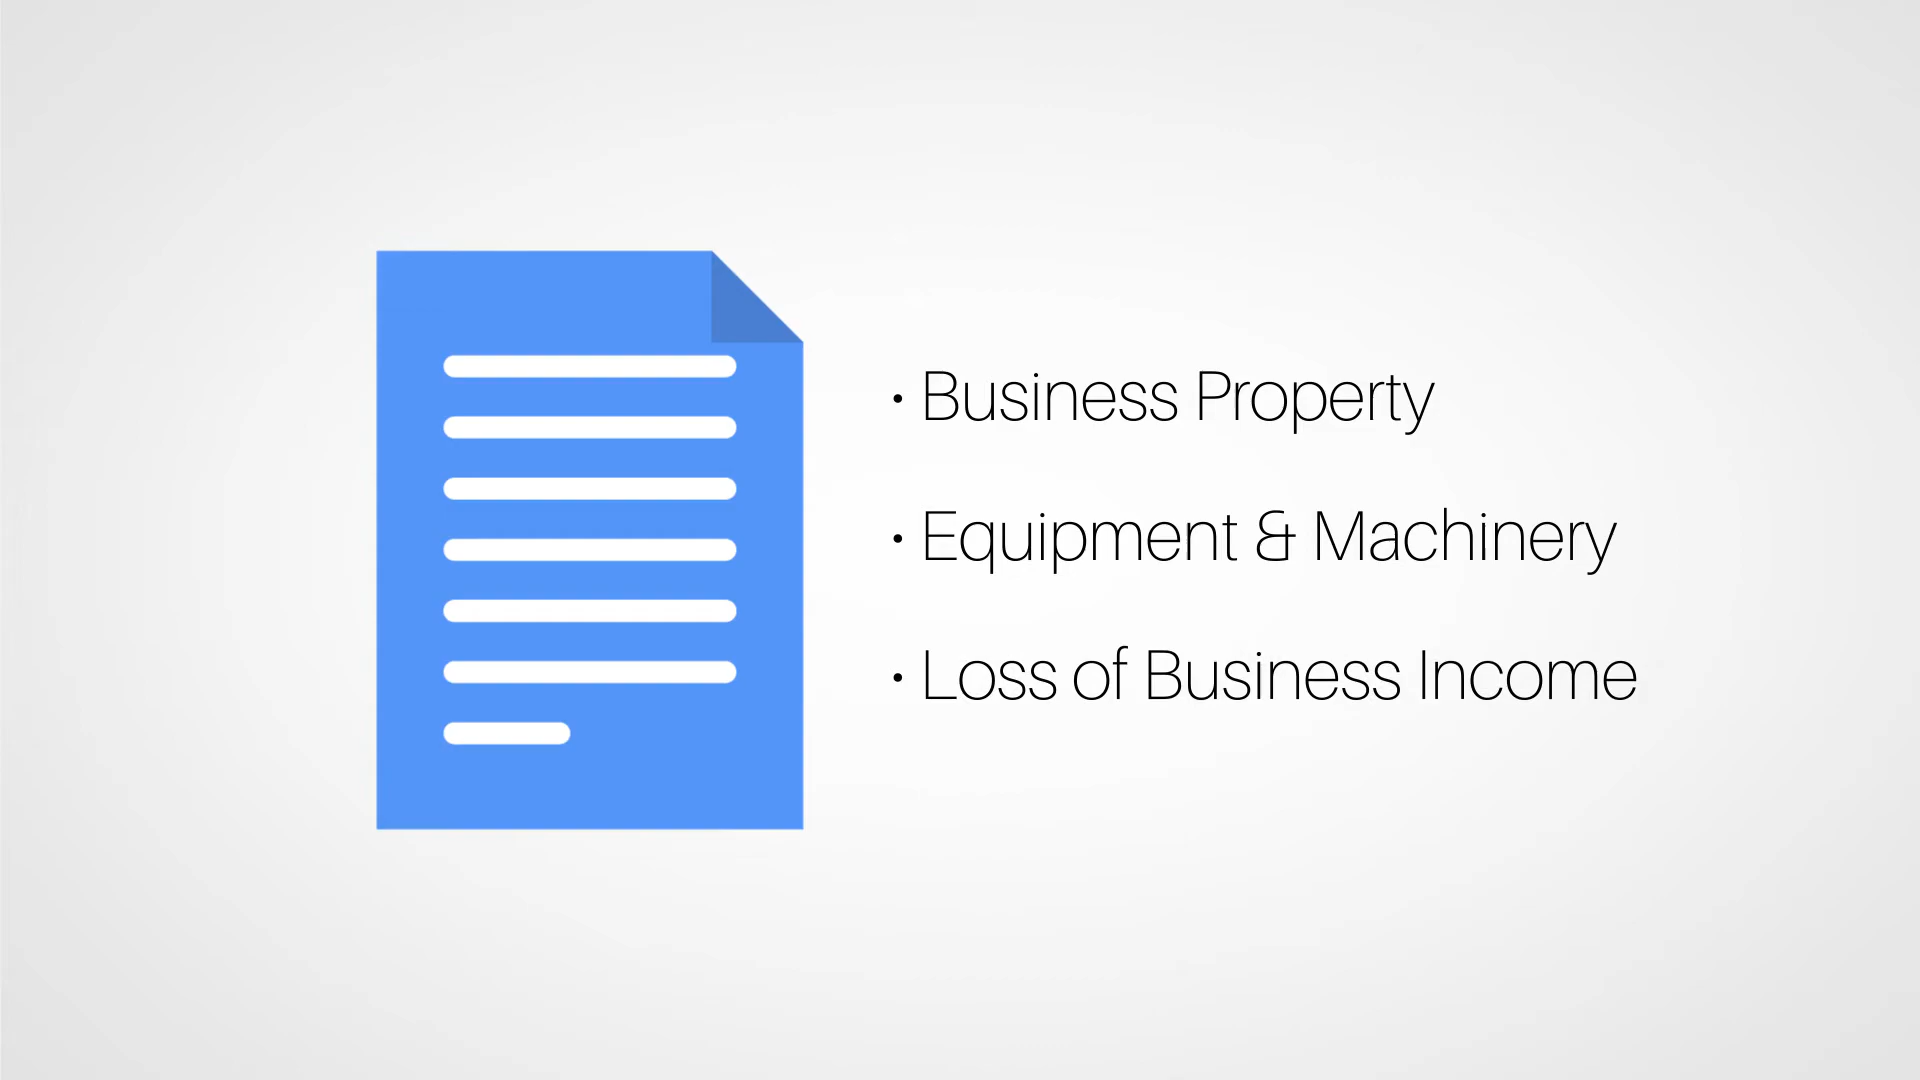 • Business Property
• Equipment & Machinery
• Loss of Business Income